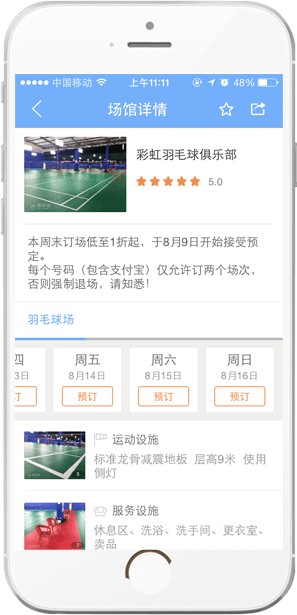 中国移动 上午11:11 48%
场馆详情
彩虹羽毛球俱乐部
5.0
本周末订场低至1折起，于8月9日开始接受预
定。
每个号码（包含支付宝）仅允许订两个场次，
否则强制退场，请知悉！
羽毛球场
四 周五 周六 周日
3日 8月14日 8月15日 8月16日
预订 预订 预订
运动设施
标准龙骨减震地板 层高9米 使用
侧灯
3
服务设施
休息区、洗浴、洗手间、更衣室、
卖品